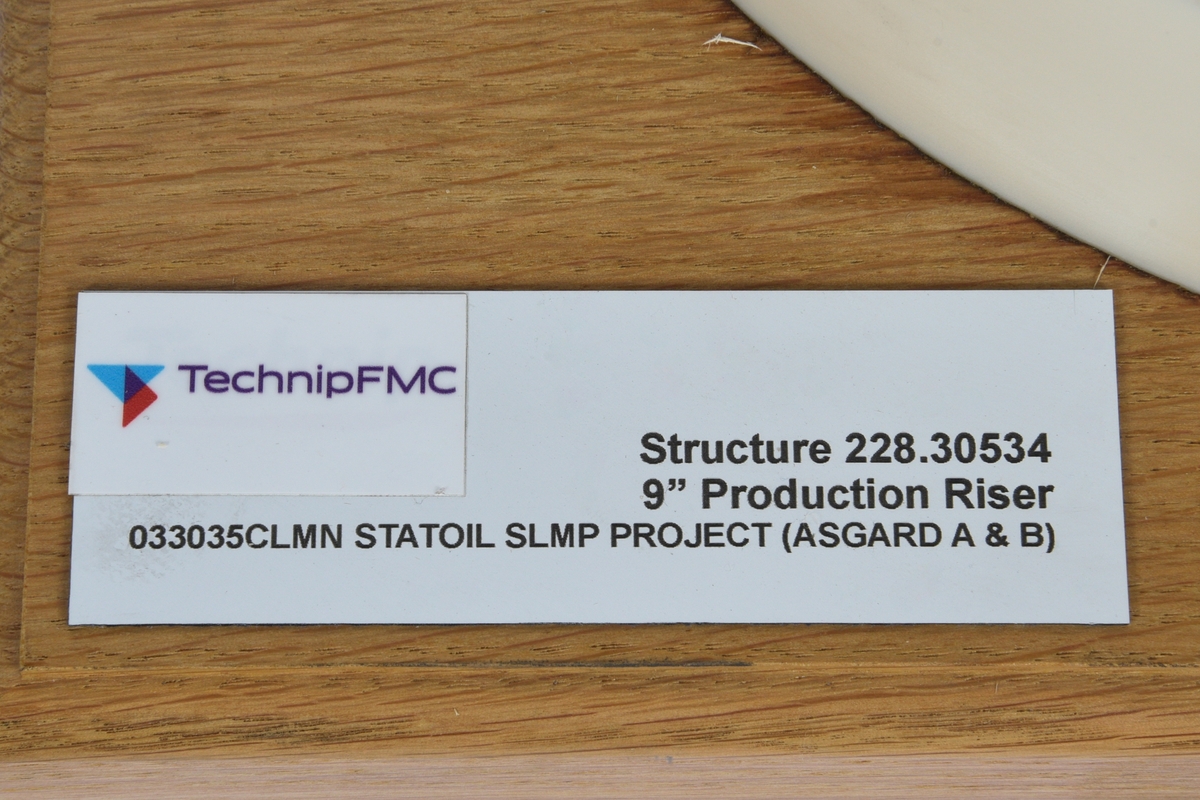 TechnipFMC
Structure 228.30534
9” Production Riser
033035CLMN STATOIL SLMP PROJECT (ASGARD A & B)